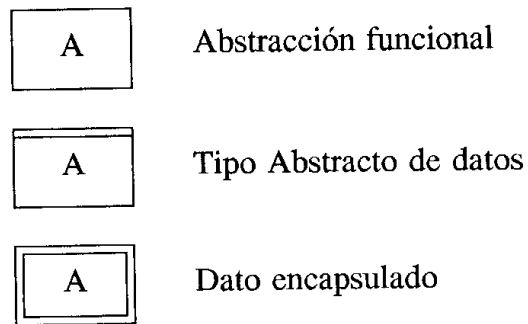 A Abstracción funcional
A Tipo Abstracto de datos
A Dato encapsulado